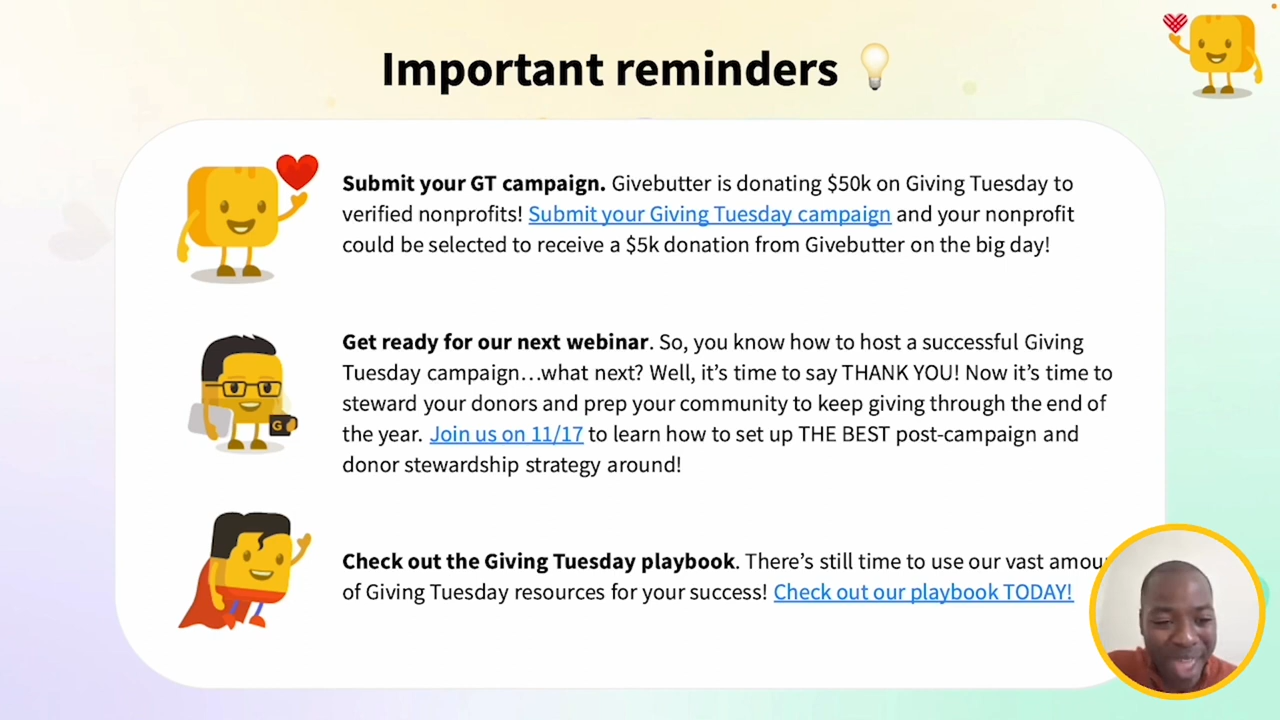 Important reminders
Submit your GT campaign. Givebutter is donating $50k on Giving Tuesday to
verified nonprofits! Submit your Giving Tuesday campaign and your nonprofit
could be selected to receive a $5k donation from Givebutter on the big day!
Get ready for our next webinar. So, you know how to host a successful Giving
Tuesday campaign…what next? Well, it’s time to say THANK YOU! Now it’s time to
steward your donors and prep your community to keep giving through the end of
the year. Join us on 11/17 to learn how to set up THE BEST post-campaign and
donor stewardship strategy around!
G
Check out the Giving Tuesday playbook. There’s still time to use our vast
of Giving Tuesday resources for your success! Check out our playbook TODAY!